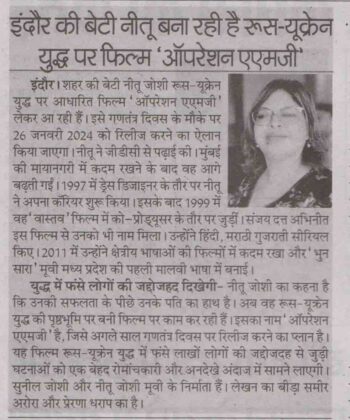 इंदौर की बेटी नीतू बना रही है रूस-यूक्रेन
युद्ध पर फिल्म 'ऑपरेशन एएमजी'
इंदौर। शहर की बेटी नीतू जोशी रूस-यूक्रेन
युद्ध पर आधारित फिल्म 'ऑपरेशन एएमजी'
लेकर आ रही हैं। इसे गणतंत्र दिवस के मौके पर
26 जनवरी 2024 को रिलीज करने का ऐलान
किया जाएगा। नीतू ने जीडीसी से पढ़ाई की। मुंबई
की मायानगरी में कदम रखने के बाद वह आगे
बढ़ती गईं। 1997 में ड्रेस डिजाइनर के तौर पर नीतू
ने अपना कॅरियर शुरू किया। इसके बाद 1999 में
वह 'वास्तव' फिल्म में को-प्रोड्यूसर के तौर पर जुड़ीं। संजय दत्त अभिनीत
इस फिल्म से उनको भी नाम मिला। उन्होंने हिंदी, मराठी गुजराती सीरियल
किए। 2011 में उन्होंने क्षेत्रीय भाषाओं की फिल्मों में कदम रखा और 'भुन
सारा' मूवी मध्य प्रदेश की पहली मालवी भाषा में बनाई।
युद्ध में फंसे लोगों की जद्दोजहद दिखेगी- नीतू जोशी का कहना है
कि उनकी सफलता के पीछे उनके पति का हाथ है। अब वह रूस-यूक्रेन
युद्ध की पृष्ठभूमि पर बनी फिल्म पर काम कर रही हैं। इसका नाम 'ऑपरेशन
एएमजी' है, जिसे अगले साल गणतंत्र दिवस पर रिलीज करने का प्लान है।
यह फिल्म रूस-यूक्रेन युद्ध में फंसे लाखों लोगों की जद्दोजहद से जुड़ी
घटनाओं को एक बेहद रोमांचकारी और अनदेखे अंदाज में सामने लाएगी।
सुनील जोशी और नीतू जोशी मूवी के निर्माता हैं। लेखन का बीड़ा समीर
अरोरा और प्रेरणा धराप का है।